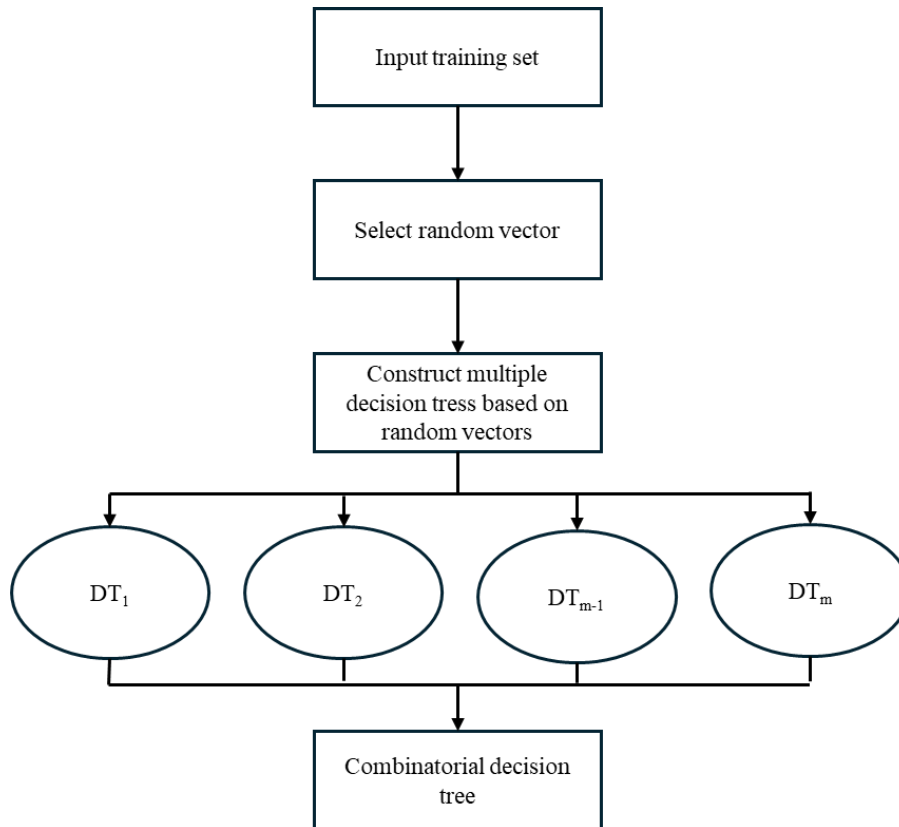 Input training set
Select random vector
Construct multiple
decision tress based on
random vectors
DT₁
DT₂
DTₘ₋₁
DTₘ
Combinatorial decision
tree